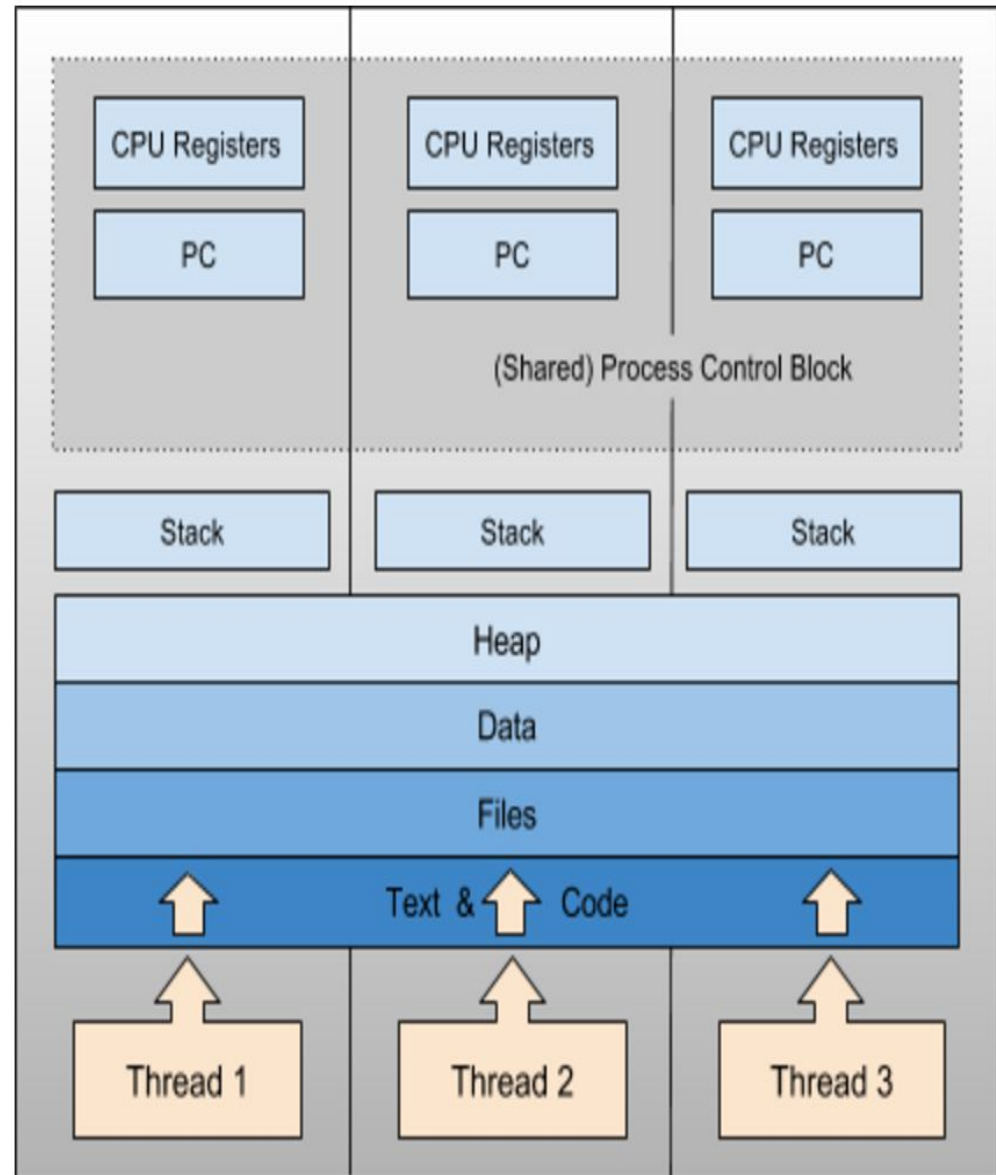 CPU Registers CPU Registers CPU Registers
PC PC PC
(Shared) Process Control Block
Stack Stack Stack
Heap
Data
Files
Text & Code
Thread 1 Thread 2 Thread 3